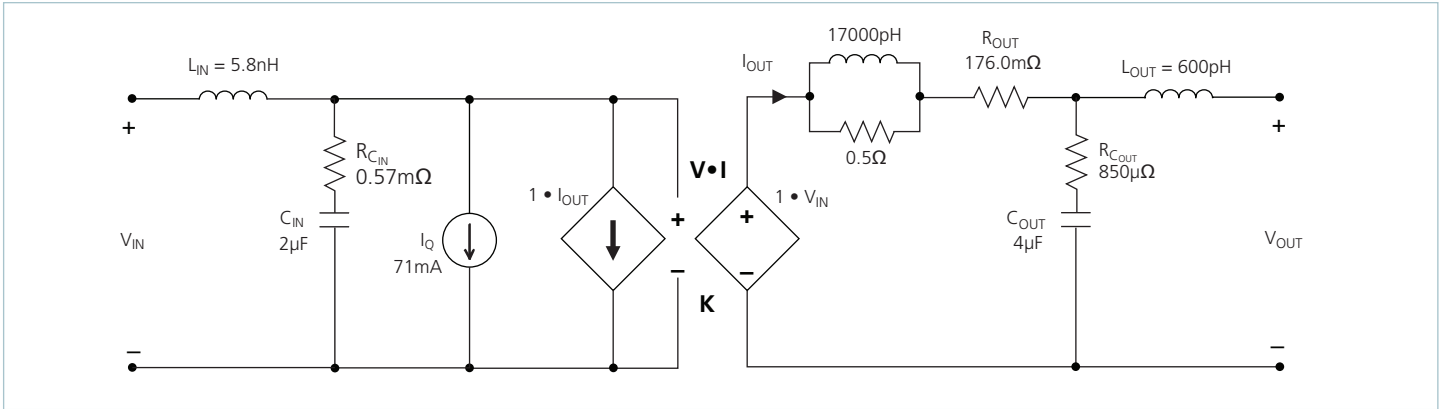 L_IN = 5.8nH
+
R_C_IN
0.57mΩ
C_IN
2µF
V_IN
I_Q
71mA
1 • I_OUT
V•I
+
−
K
1 • V_IN
+
−
I_OUT
17000pH
0.5Ω
R_OUT
176.0mΩ
L_OUT = 600pH
+
R_C_OUT
850µΩ
C_OUT
4µF
V_OUT
−
−